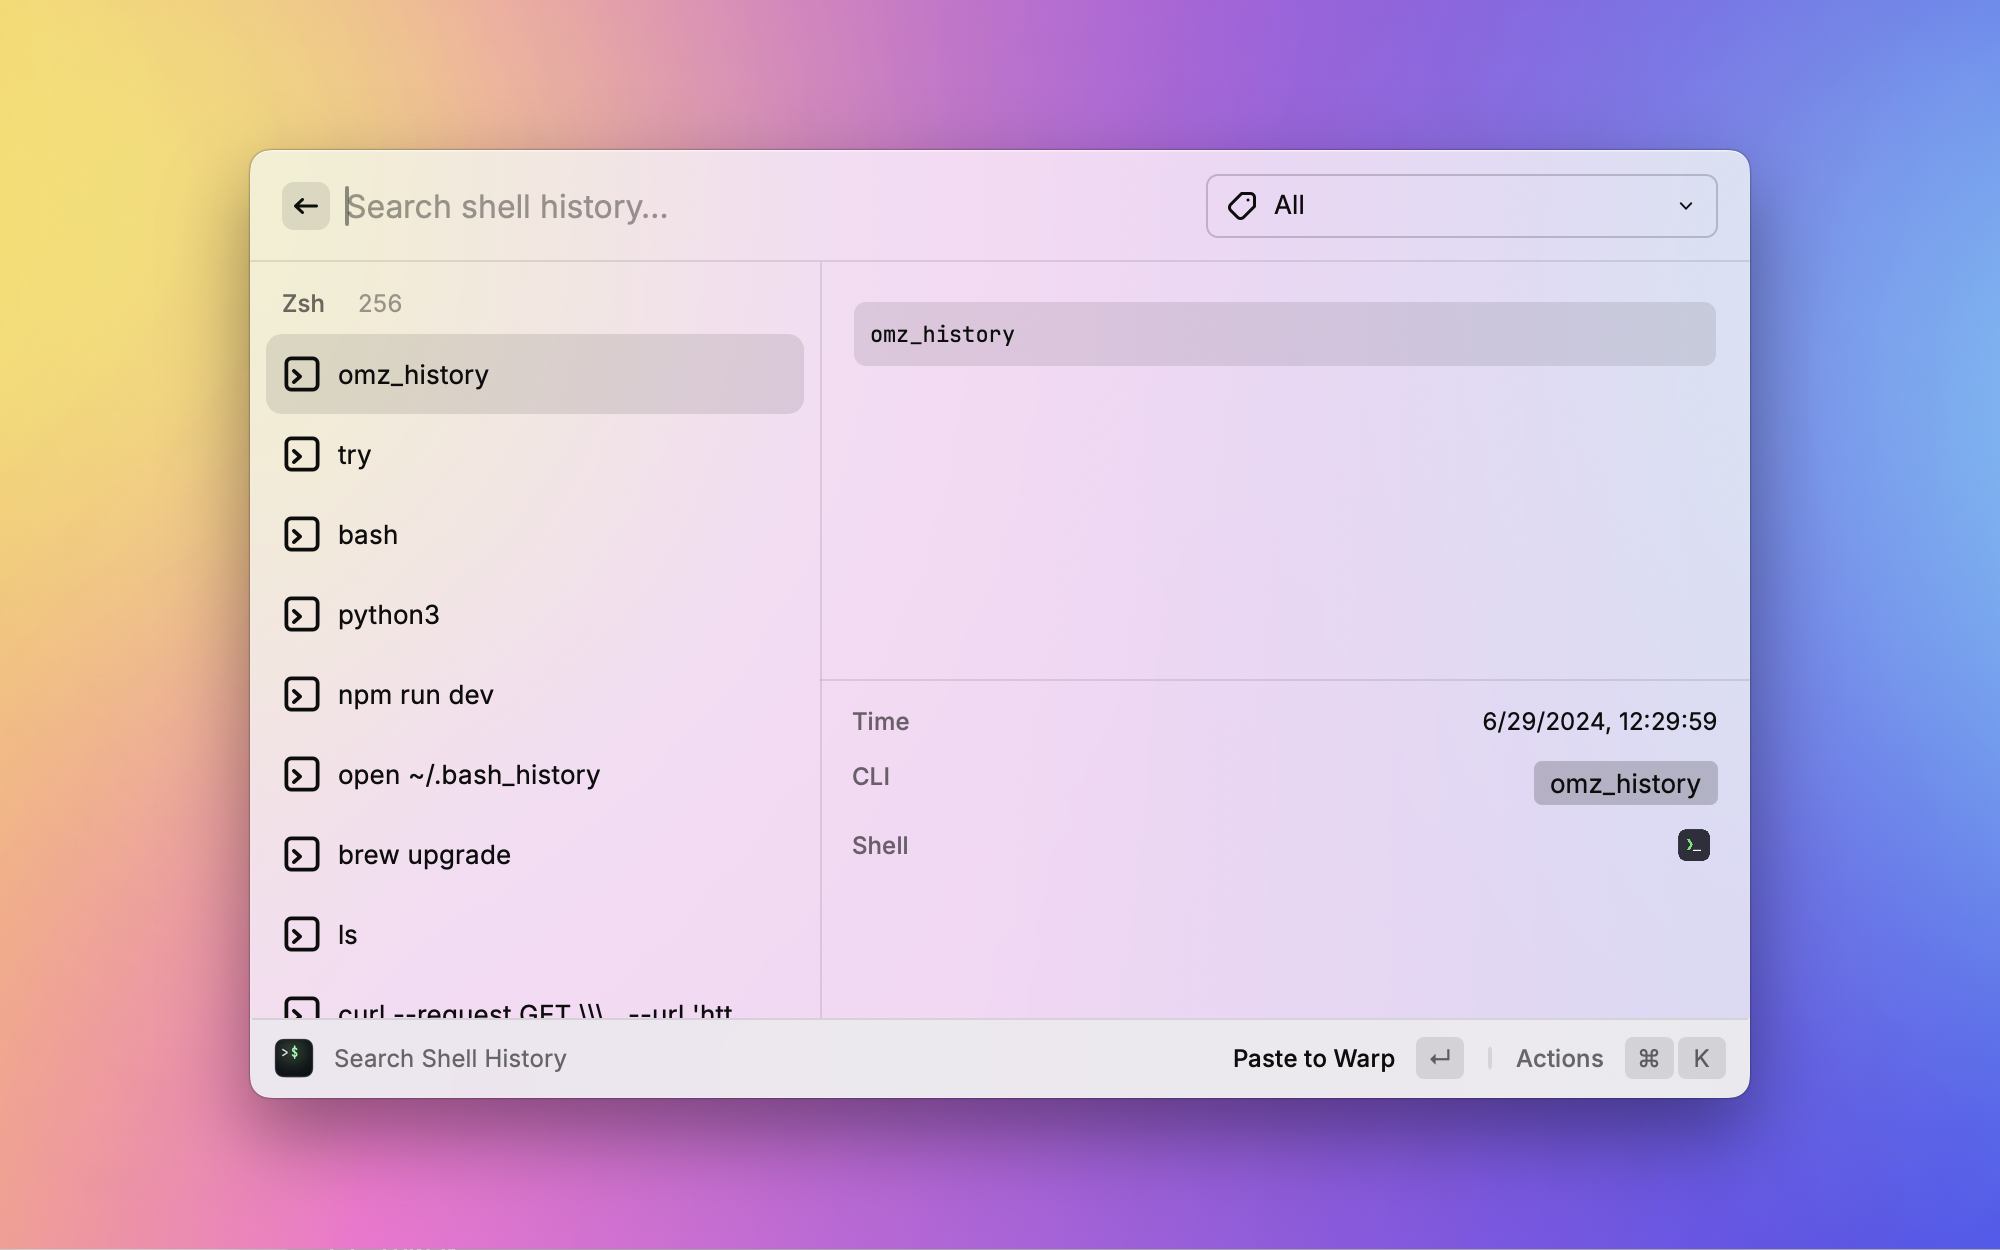 Search shell history...
All
Zsh 256
omz_history
try
bash
python3
npm run dev
open ~/.bash_history
brew upgrade
ls
curl --request GET \\\ --url 'htt
omz_history
Time 6/29/2024, 12:29:59
CLI omz_history
Shell
>_
>$
Search Shell History
Paste to Warp ↵ Actions ⌘ K